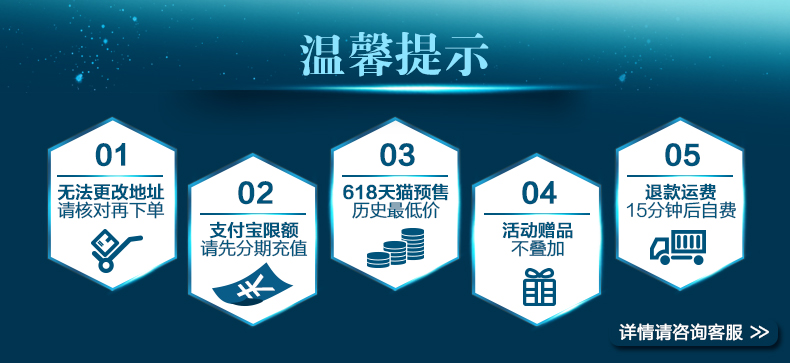 温馨提示
01
无法更改地址
请核对再下单
02
支付宝限额
请先分期充值
03
618天猫预售
历史最低价
04
活动赠品
不叠加
05
退款运费
15分钟后自费
详情请咨询客服 >>